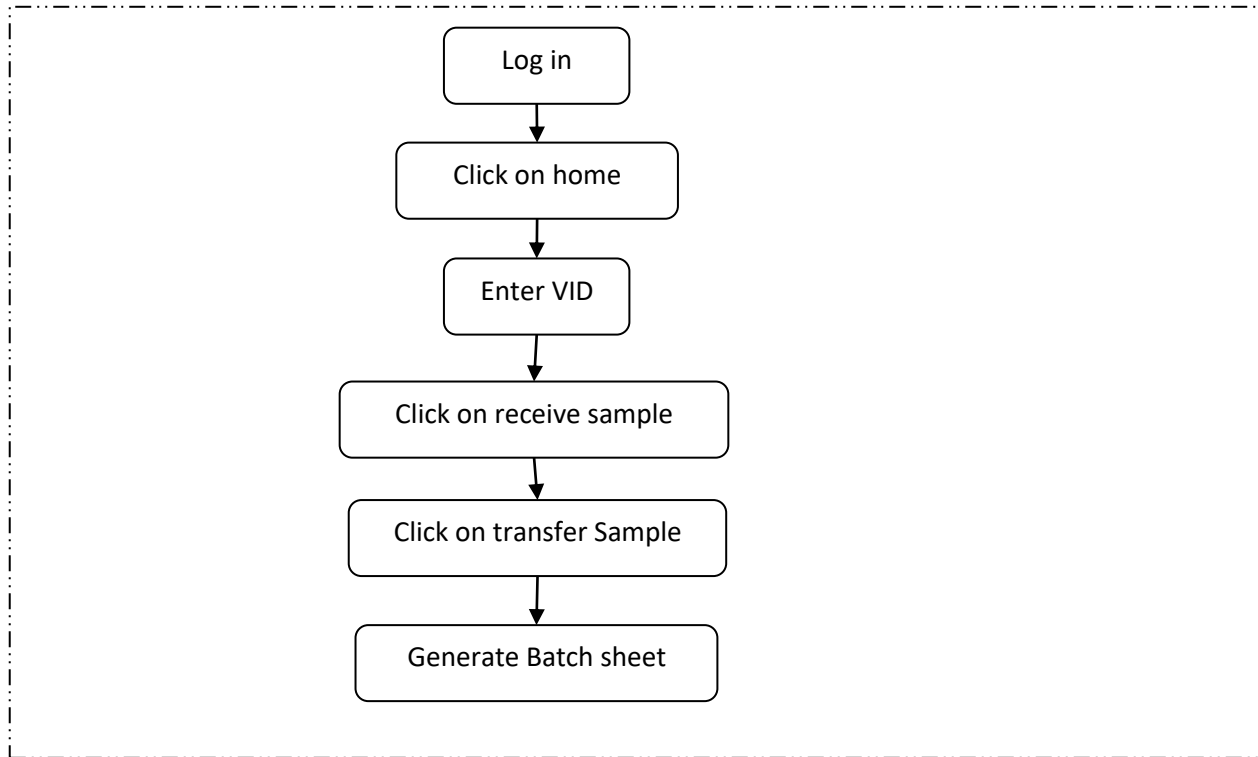 Log in
Click on home
Enter VID
Click on receive sample
Click on transfer Sample
Generate Batch sheet